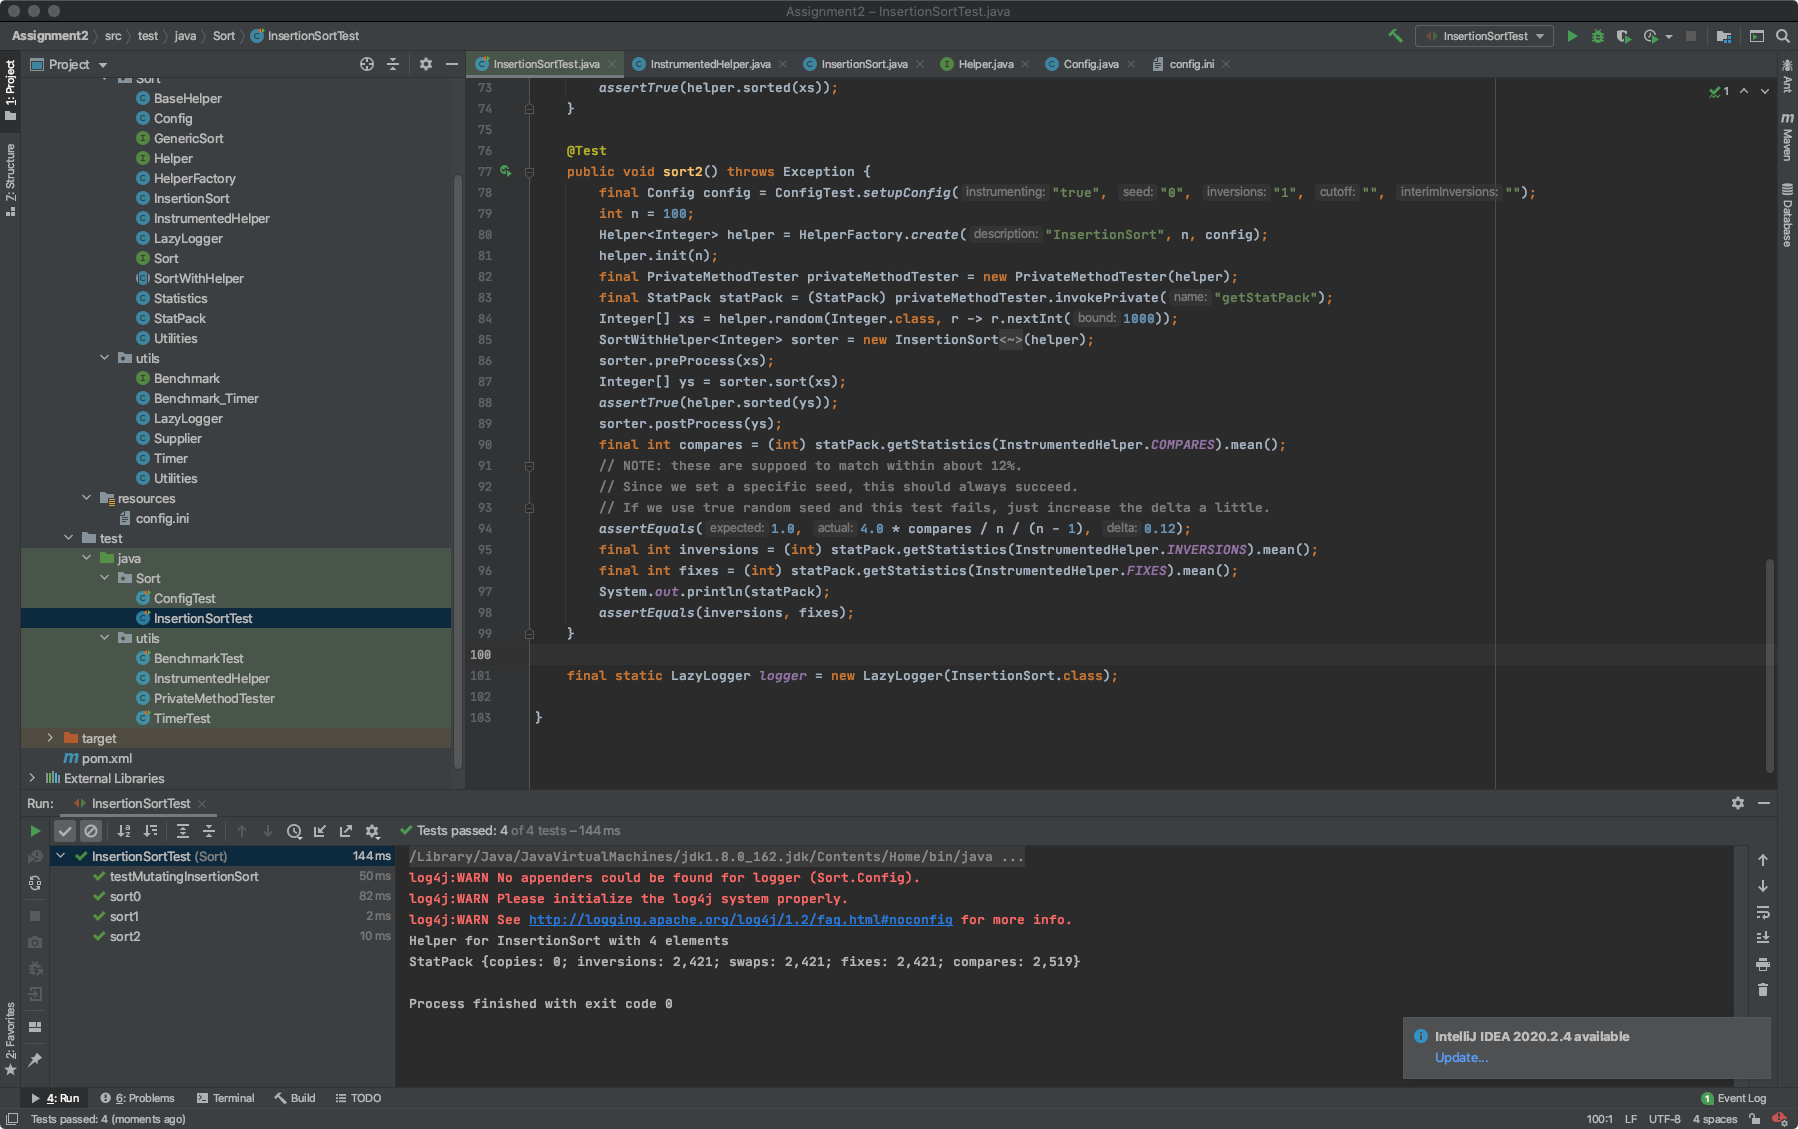 Assignment2 – InsertionSortTest.java
Assignment2 〉 src 〉 test 〉 java 〉 Sort 〉 InsertionSortTest
InsertionSortTest
Project
InsertionSortTest.java
InstrumentedHelper.java
InsertionSort.java
Helper.java
Config.java
config.ini
1: Project
Z: Structure
2: Favorites
Ant
Maven
Database
Sort
BaseHelper
Config
GenericSort
Helper
HelperFactory
InsertionSort
InstrumentedHelper
LazyLogger
Sort
SortWithHelper
Statistics
StatPack
Utilities
utils
Benchmark
Benchmark_Timer
LazyLogger
Supplier
Timer
Utilities
resources
config.ini
test
java
Sort
ConfigTest
InsertionSortTest
utils
BenchmarkTest
InstrumentedHelper
PrivateMethodTester
TimerTest
target
pom.xml
External Libraries
1
73 assertTrue(helper.sorted(xs));
74 }
75
76 @Test
77 public void sort2() throws Exception {
78 final Config config = ConfigTest.setupConfig( instrumenting: "true", seed: "0", inversions: "1", cutoff: "", interimInversions: "");
79 int n = 100;
80 Helper<Integer> helper = HelperFactory.create( description: "InsertionSort", n, config);
81 helper.init(n);
82 final PrivateMethodTester privateMethodTester = new PrivateMethodTester(helper);
83 final StatPack statPack = (StatPack) privateMethodTester.invokePrivate( name: "getStatPack");
84 Integer[] xs = helper.random(Integer.class, r -> r.nextInt( bound: 1000));
85 SortWithHelper<Integer> sorter = new InsertionSort<~>(helper);
86 sorter.preProcess(xs);
87 Integer[] ys = sorter.sort(xs);
88 assertTrue(helper.sorted(ys));
89 sorter.postProcess(ys);
90 final int compares = (int) statPack.getStatistics(InstrumentedHelper.COMPARES).mean();
91 // NOTE: these are suppoed to match within about 12%.
92 // Since we set a specific seed, this should always succeed.
93 // If we use true random seed and this test fails, just increase the delta a little.
94 assertEquals( expected: 1.0, actual: 4.0 * compares / n / (n - 1), delta: 0.12);
95 final int inversions = (int) statPack.getStatistics(InstrumentedHelper.INVERSIONS).mean();
96 final int fixes = (int) statPack.getStatistics(InstrumentedHelper.FIXES).mean();
97 System.out.println(statPack);
98 assertEquals(inversions, fixes);
99 }
100
101 final static LazyLogger logger = new LazyLogger(InsertionSort.class);
102
103 }
Run: InsertionSortTest
Tests passed: 4 of 4 tests – 144 ms
InsertionSortTest (Sort) 144 ms
testMutatingInsertionSort 50 ms
sort0 82 ms
sort1 2 ms
sort2 10 ms
/Library/Java/JavaVirtualMachines/jdk1.8.0_162.jdk/Contents/Home/bin/java ...
log4j:WARN No appenders could be found for logger (Sort.Config).
log4j:WARN Please initialize the log4j system properly.
log4j:WARN See http://logging.apache.org/log4j/1.2/faq.html#noconfig for more info.
Helper for InsertionSort with 4 elements
StatPack {copies: 0; inversions: 2,421; swaps: 2,421; fixes: 2,421; compares: 2,519}
Process finished with exit code 0
IntelliJ IDEA 2020.2.4 available
Update...
4: Run
6: Problems
Terminal
Build
TODO
1 Event Log
Tests passed: 4 (moments ago)
100:1 LF UTF-8 4 spaces